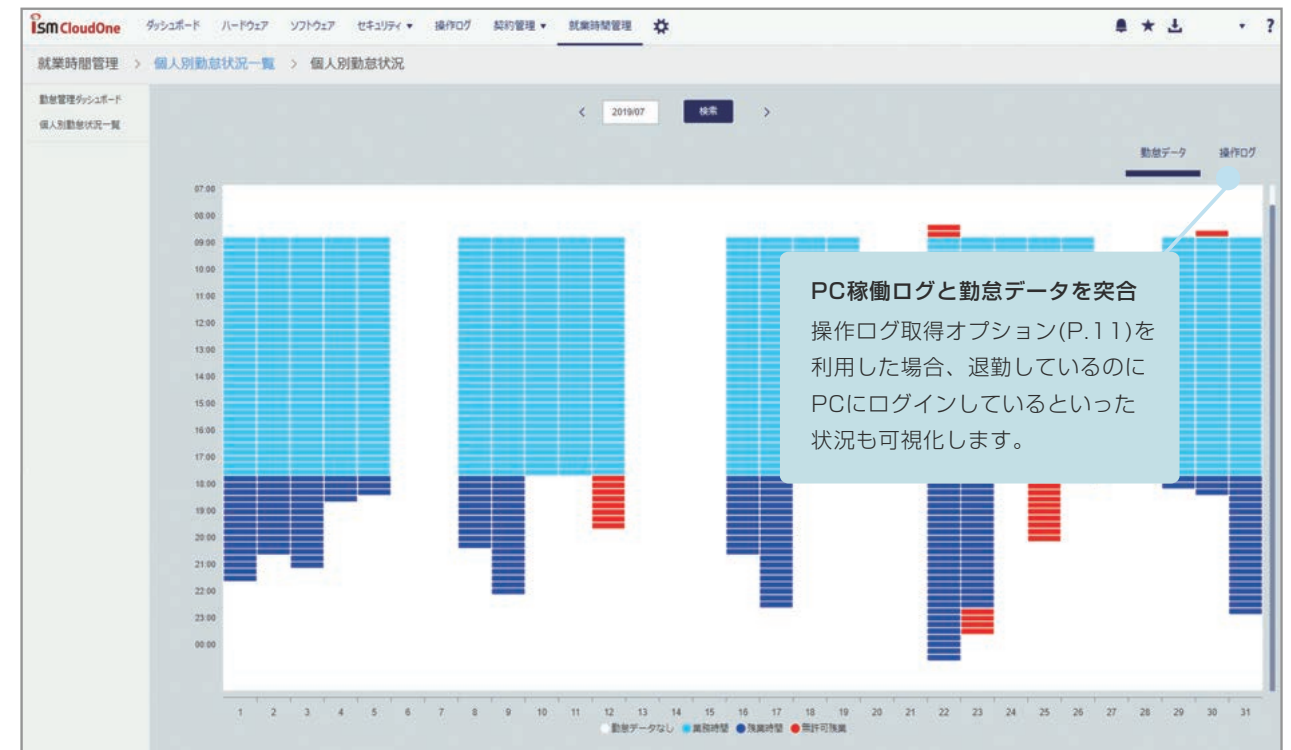 ism CloudOne ダッシュボード ハードウェア ソフトウェア セキュリティ ▼ 操作ログ 契約管理 ▼ 就業時間管理 ?
就業時間管理 > 個人別勤怠状況一覧 > 個人別勤怠状況
勤怠管理ダッシュボード
個人別勤怠状況一覧
< 2019/07 検索 >
勤怠データ 操作ログ
07:00
08:00
09:00
10:00
11:00
12:00
13:00
14:00
15:00
16:00
17:00
18:00
19:00
20:00
21:00
22:00
23:00
00:00
PC稼働ログと勤怠データを突合
操作ログ取得オプション(P.11)を
利用した場合、退勤しているのに
PCにログインしているといった
状況も可視化します。
1 2 3 4 5 6 7 8 9 10 11 12 13 14 15 16 17 18 19 20 21 22 23 24 25 26 27 28 29 30 31
勤怠データなし 業務時間 残業時間 無許可残業